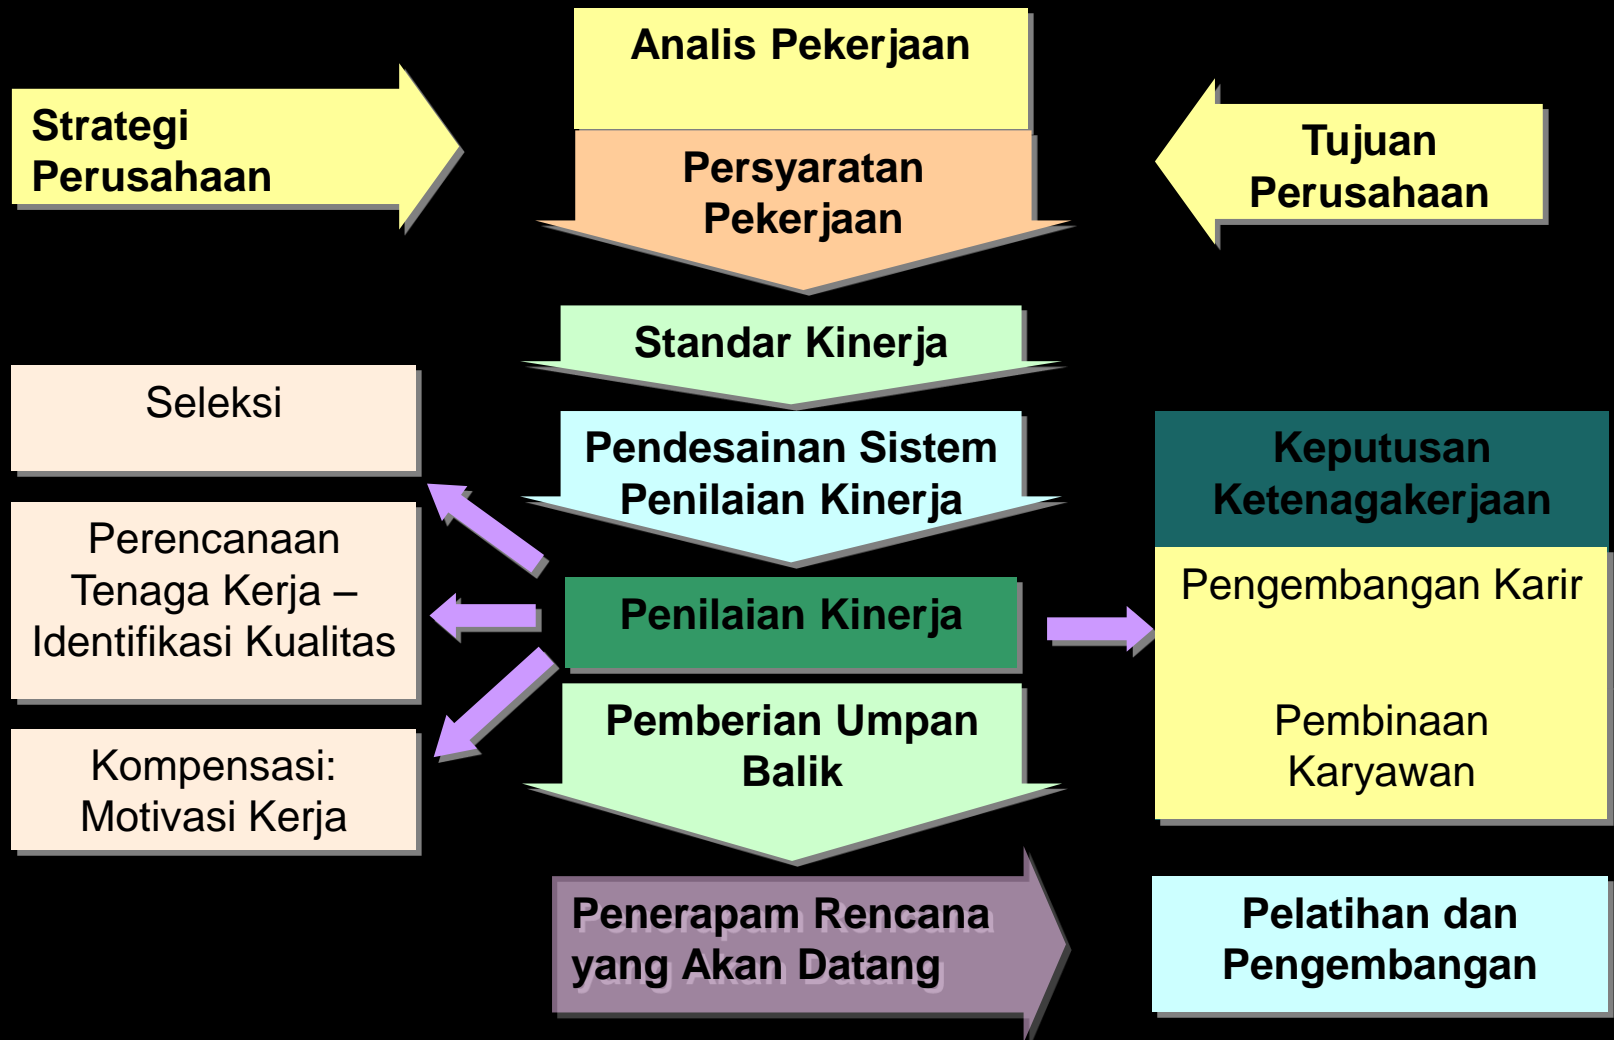 Analis Pekerjaan
Strategi
Perusahaan
Persyaratan
Pekerjaan
Tujuan
Perusahaan
Standar Kinerja
Seleksi
Pendesainan Sistem
Penilaian Kinerja
Keputusan
Ketenagakerjaan
Perencanaan
Tenaga Kerja –
Identifikasi Kualitas
Penilaian Kinerja
Pengembangan Karir
Pembinaan
Karyawan
Kompensasi:
Motivasi Kerja
Pemberian Umpan
Balik
Penerapam Rencana
yang Akan Datang
Pelatihan dan
Pengembangan